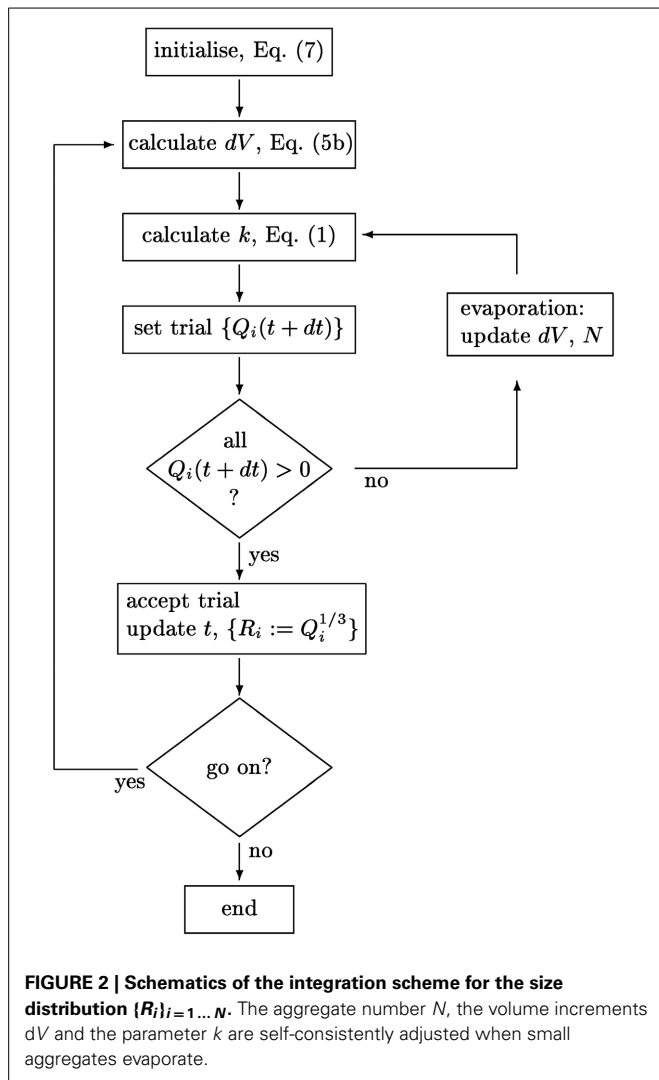 initialise, Eq. (7)
calculate dV, Eq. (5b)
calculate k, Eq. (1)
set trial {Q_i(t + dt)}
evaporation:
update dV, N
all
Q_i(t + dt) > 0
?
no
yes
accept trial
update t, {R_i := Q_i^{1/3}}
go on?
yes
no
end
FIGURE 2 | Schematics of the integration scheme for the size
distribution {R_i}_{i = 1 ... N}. The aggregate number N, the volume increments
dV and the parameter k are self-consistently adjusted when small
aggregates evaporate.